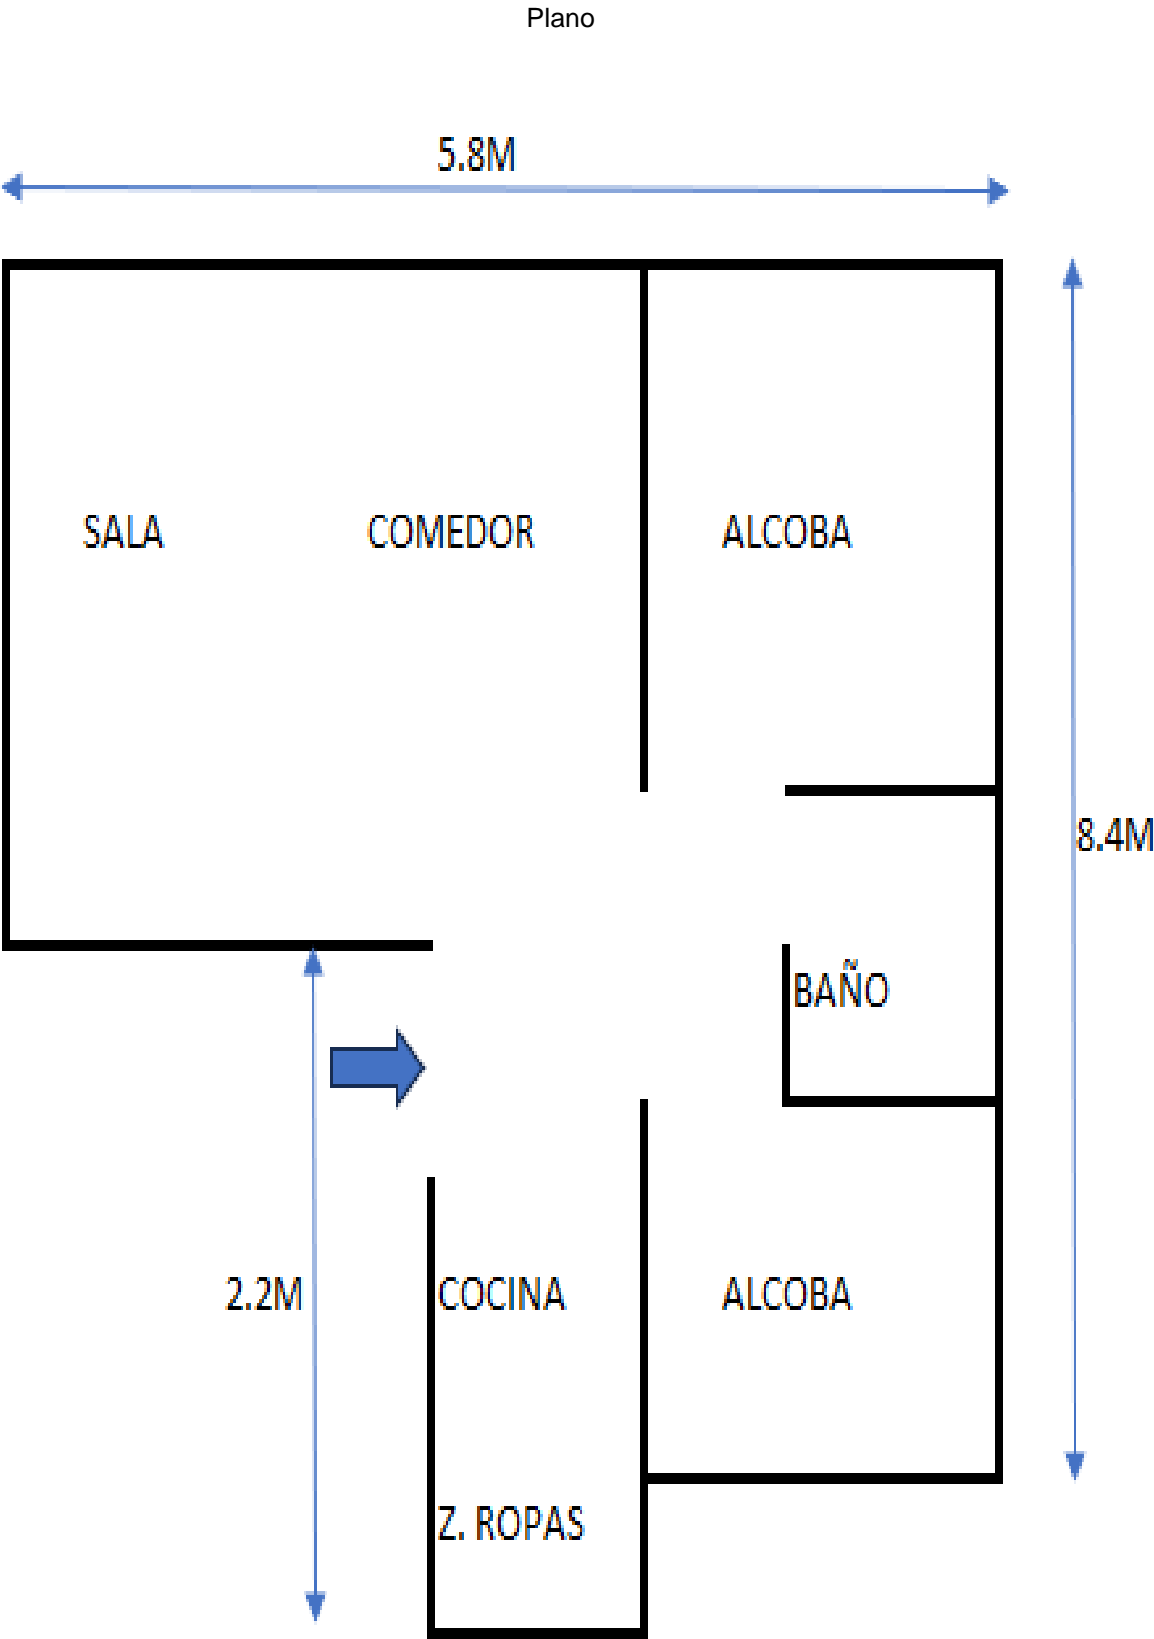 Plano
5.8M
SALA
COMEDOR
ALCOBA
8.4M
BAÑO
2.2M
COCINA
ALCOBA
Z. ROPAS